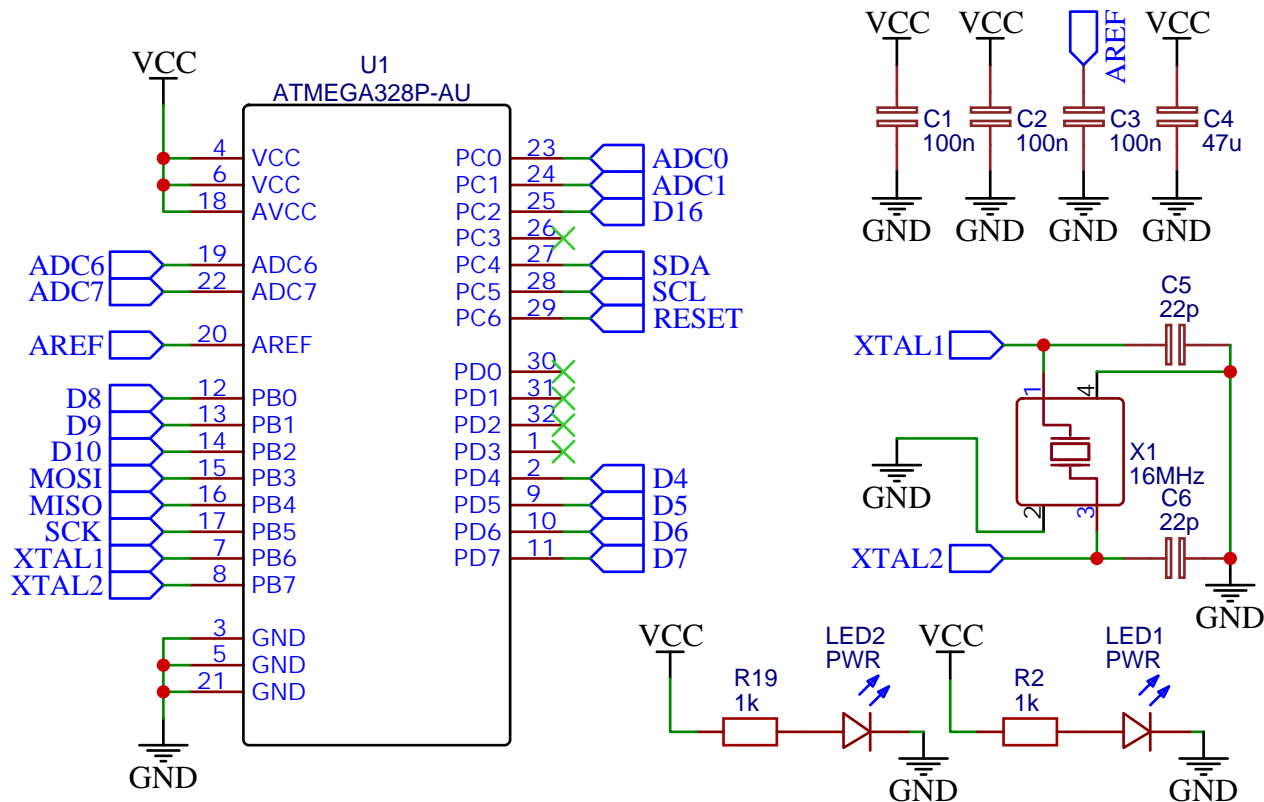 VCC
U1
ATMEGA328P-AU
4 VCC
6 VCC
18 AVCC
ADC6 19 ADC6
ADC7 22 ADC7
AREF 20 AREF
D8 12 PB0
D9 13 PB1
D10 14 PB2
MOSI 15 PB3
MISO 16 PB4
SCK 17 PB5
XTAL1 7 PB6
XTAL2 8 PB7
3 GND
5 GND
21 GND
GND
PC0 23 ADC0
PC1 24 ADC1
PC2 25 D16
PC3 26
PC4 27 SDA
PC5 28 SCL
PC6 29 RESET
PD0 30
PD1 31
PD2 32
PD3 1
PD4 2 D4
PD5 9 D5
PD6 10 D6
PD7 11 D7
VCC
C1
100n
GND
VCC
C2
100n
GND
AREF
C3
100n
GND
VCC
C4
47u
GND
C5
22p
XTAL1
1
4
X1
16MHz
GND
2
3
C6
22p
XTAL2
GND
VCC
R19
1k
LED2
PWR
GND
VCC
R2
1k
LED1
PWR
GND